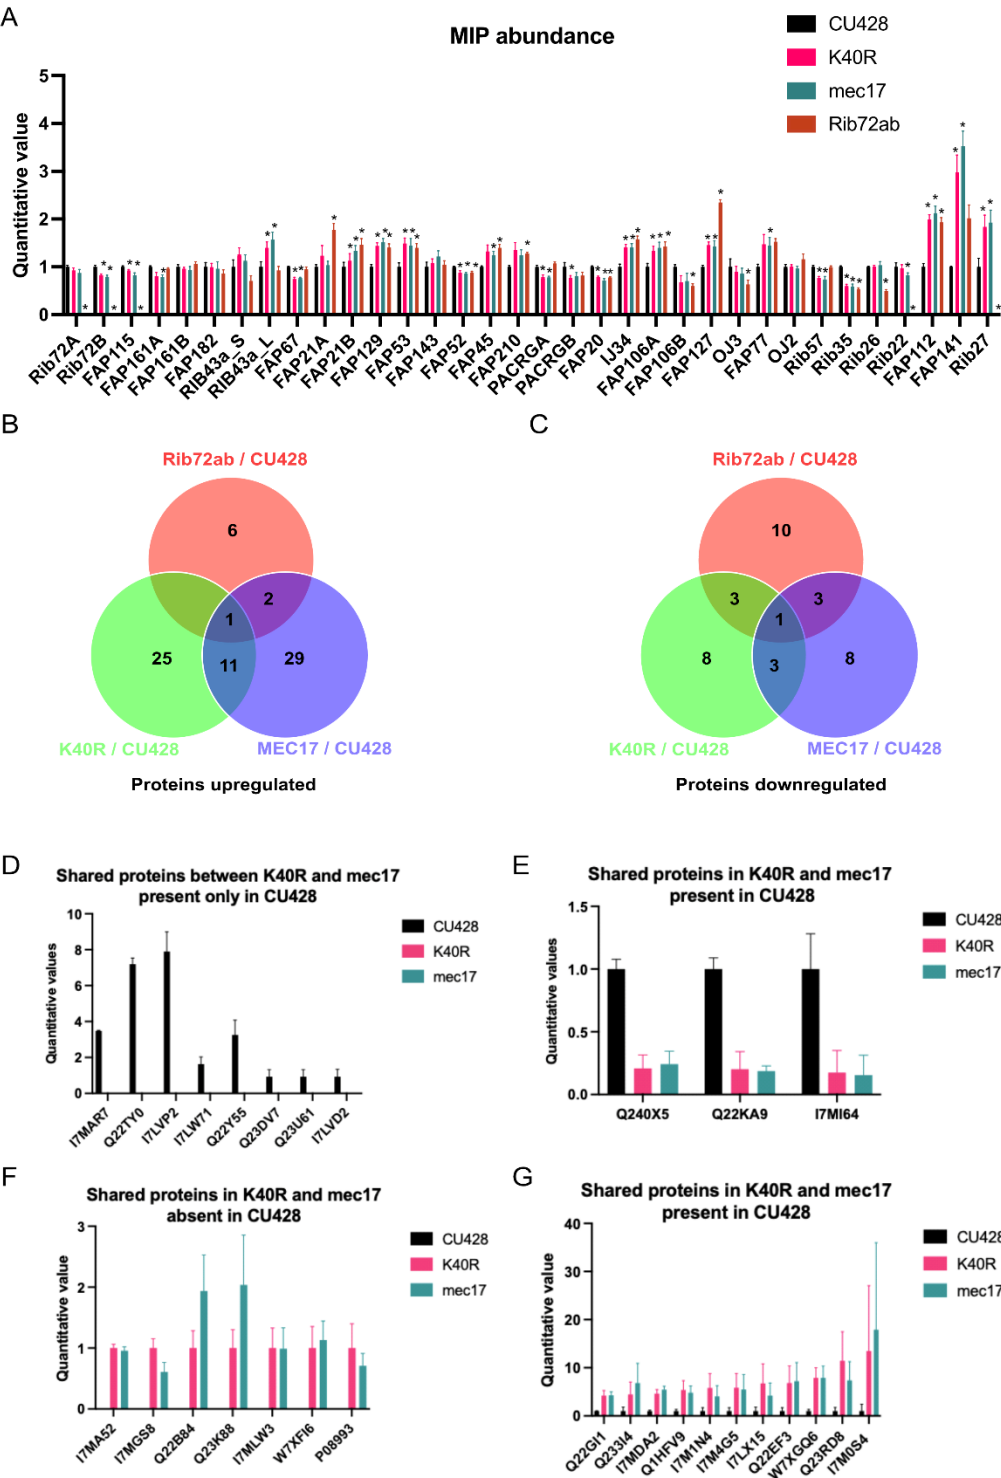 A
MIP abundance
CU428
K40R
mec17
Rib72ab
Quantitative value
5
4
3
2
1
0
Rib72A
Rib72B
FAP115
FAP161A
FAP161B
FAP182
RIB43a_S
RIB43a_L
FAP67
FAP21A
FAP21B
FAP129
FAP53
FAP143
FAP52
FAP45
FAP210
PACRGA
PACRGB
FAP20
IJ34
FAP106A
FAP106B
FAP127
OJ3
FAP77
OJ2
Rib57
Rib35
Rib26
Rib22
FAP112
FAP141
Rib27
B
Rib72ab / CU428
6
2
1
25
11
29
K40R / CU428
MEC17 / CU428
Proteins upregulated
C
Rib72ab / CU428
10
3
3
1
8
3
8
K40R / CU428
MEC17 / CU428
Proteins downregulated
D
Shared proteins between K40R and mec17
present only in CU428
Quantitative values
10
8
6
4
2
0
I7MAR7
Q22TY0
I7LVP2
I7LW71
Q22Y55
Q23DV7
Q23U61
I7LVD2
CU428
K40R
mec17
E
Shared proteins in K40R and mec17
present in CU428
Quantitative values
1.5
1.0
0.5
0.0
Q240X5
Q22KA9
I7MI64
CU428
K40R
mec17
F
Shared proteins in K40R and mec17
absent in CU428
Quantitative value
3
2
1
0
I7MA52
I7MGS8
Q22B84
Q23K88
I7MLW3
W7XFI6
P08993
CU428
K40R
mec17
G
Shared proteins in K40R and mec17
present in CU428
Quantitative value
40
30
20
10
0
Q22GI1
Q233I4
I7MDA2
Q1HFV9
I7M1N4
I7M4G5
I7LX15
Q22EF3
W7XGQ6
Q23RD8
I7M0S4
CU428
K40R
mec17